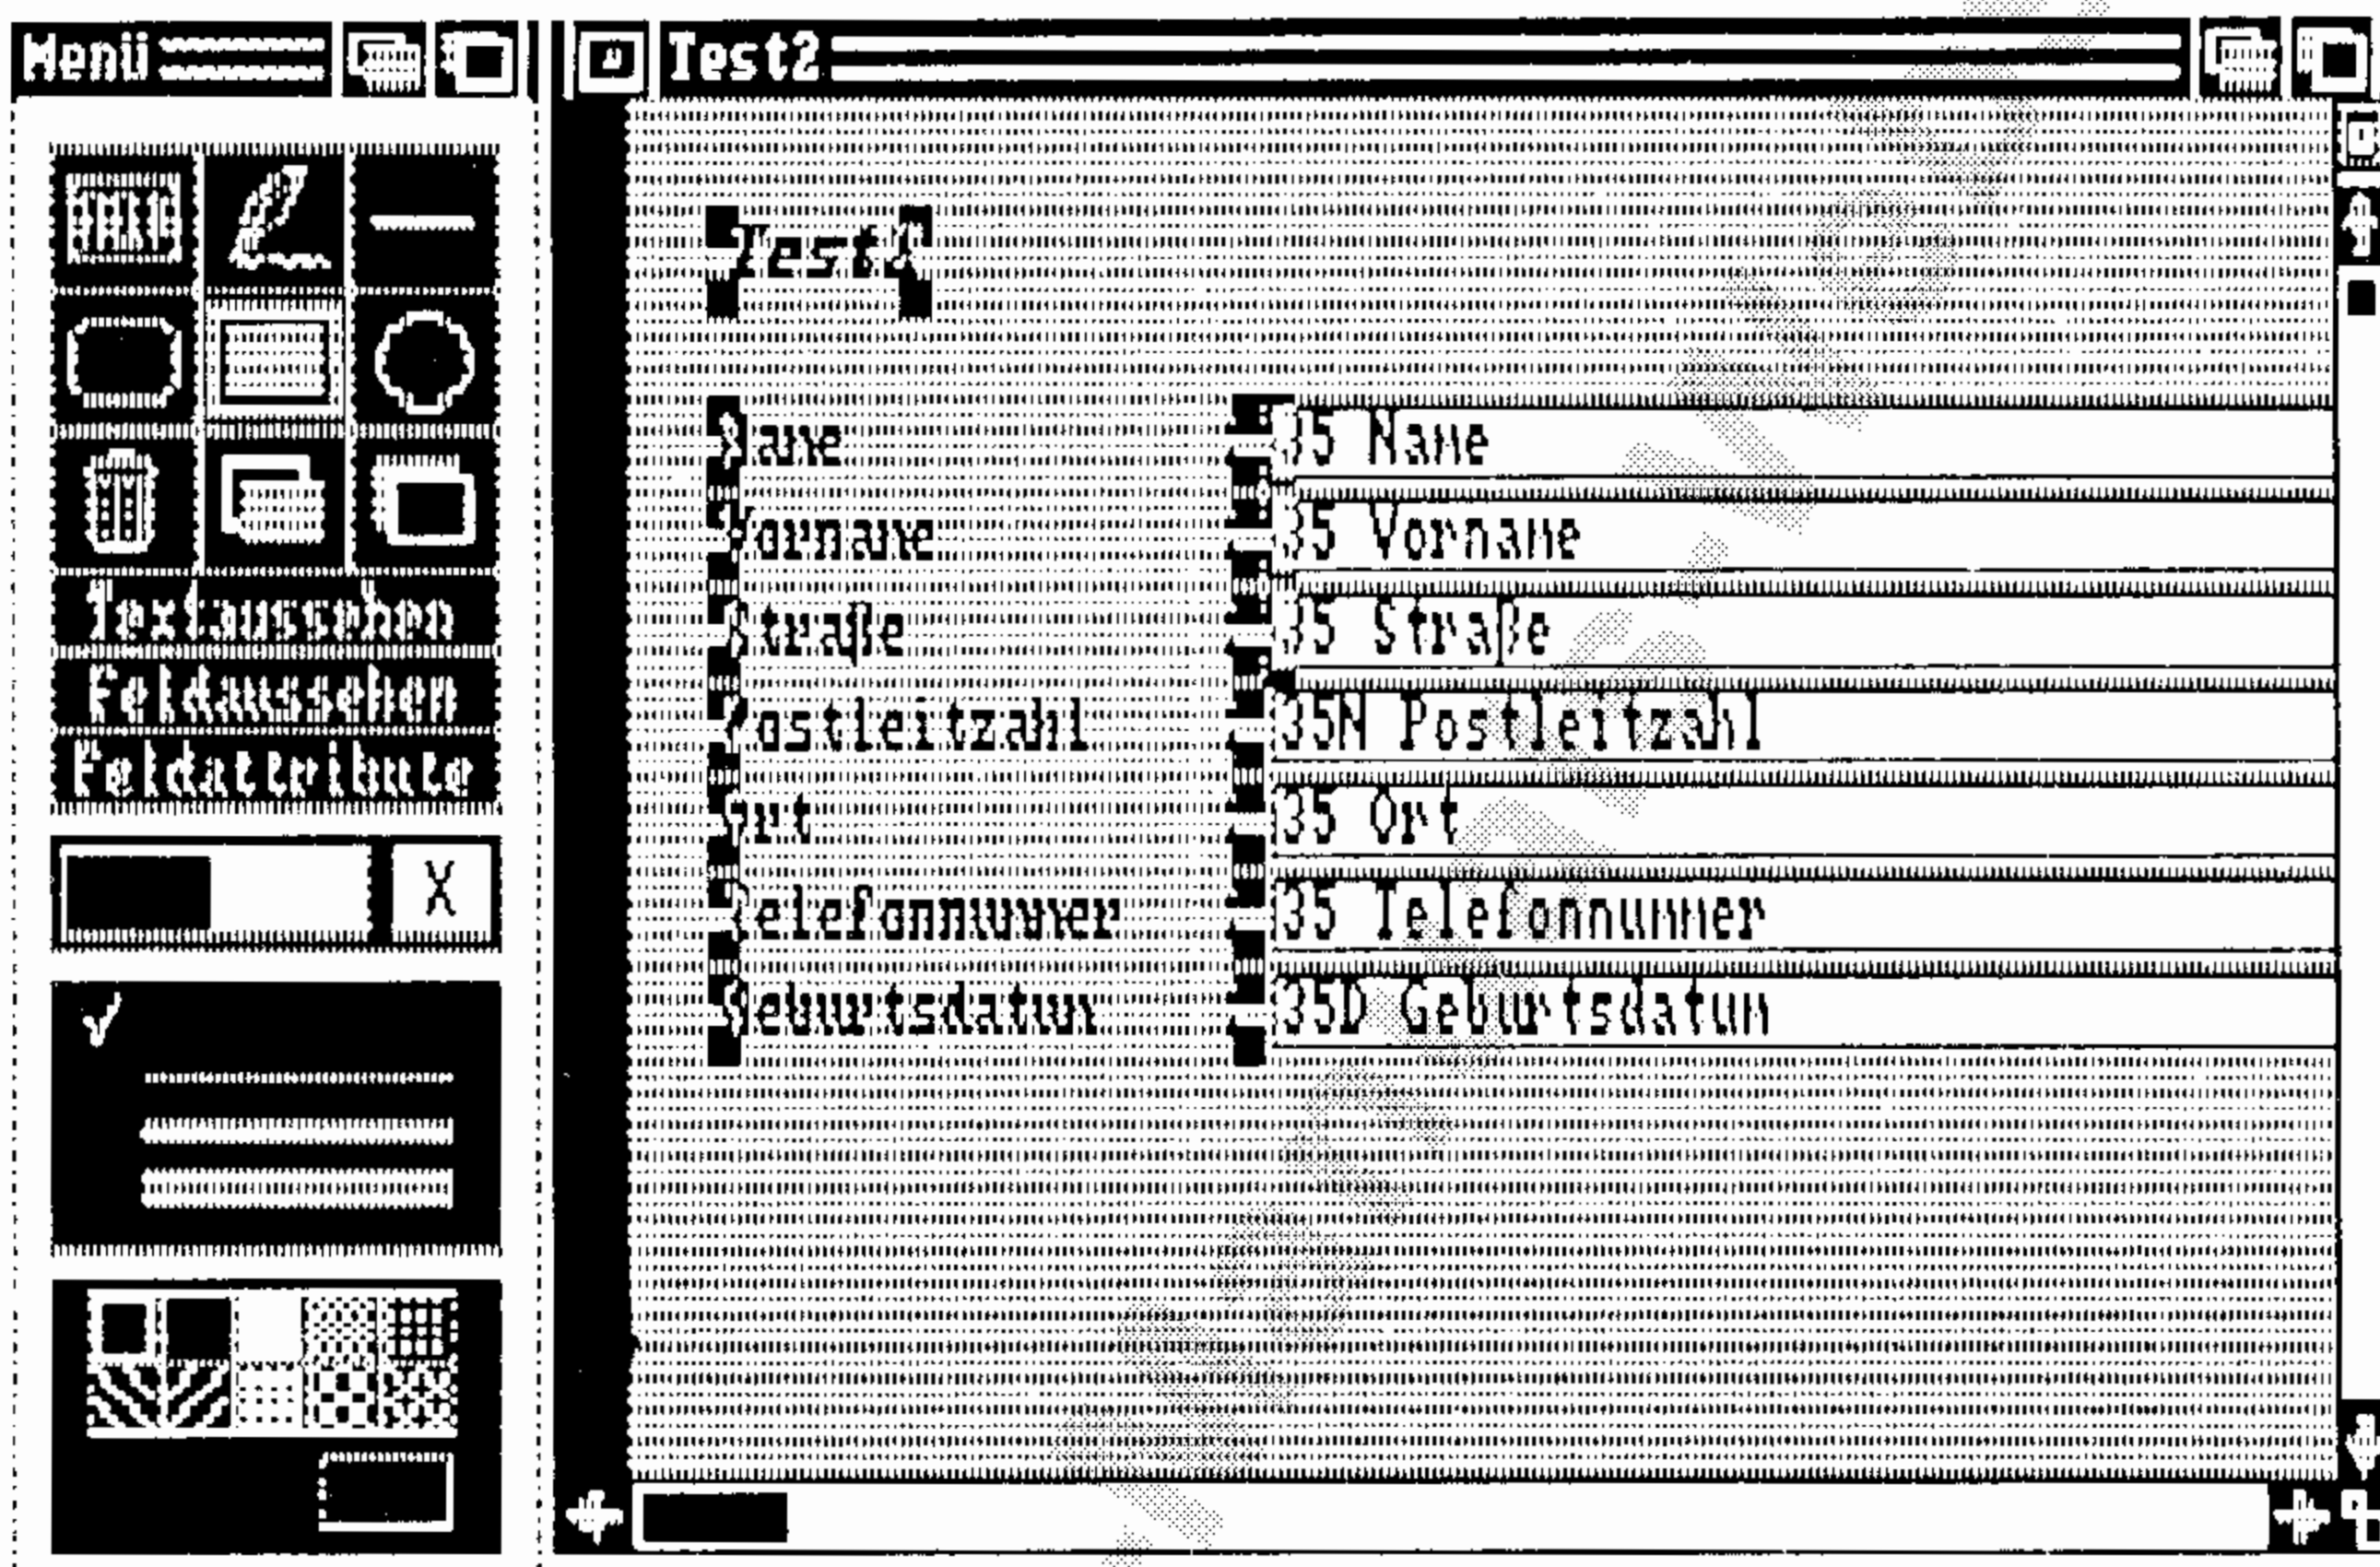 Menü
Test2
Test2
Textaussehen
Feldaussehen
Feldattribute
X
Name 35 Name
Vorname 35 Vorname
Straße 35 Straße
Postleitzahl 35N Postleitzahl
Ort 35 Ort
Telefonnummer 35 Telefonnummer
Geburtsdatum 35D Geburtsdatum